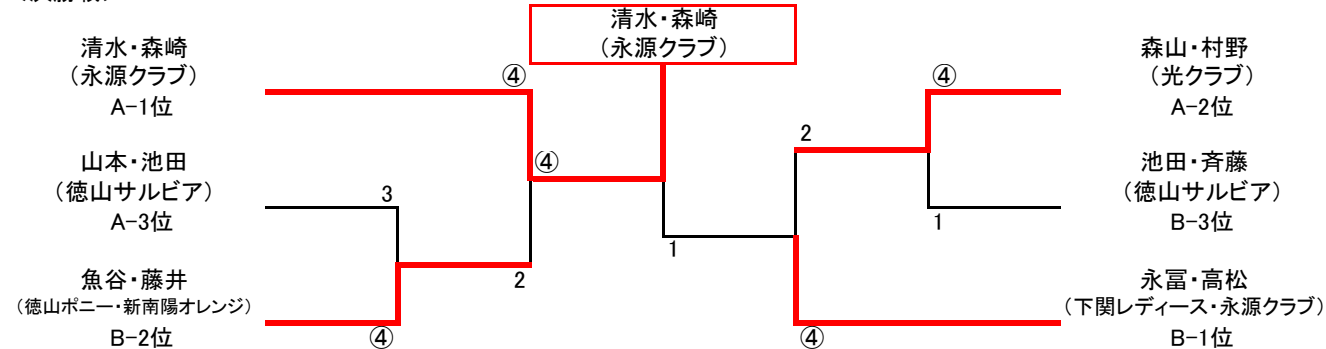 清水・森崎
(永源クラブ)
清水・森崎
(永源クラブ)
A-1位
④
山本・池田
(徳山サルビア)
A-3位
3
④
魚谷・藤井
(徳山ポニー・新南陽オレンジ)
B-2位
④
2
1
森山・村野
(光クラブ)
A-2位
④
2
池田・斉藤
(徳山サルビア)
B-3位
1
永冨・高松
(下関レディース・永源クラブ)
B-1位
④